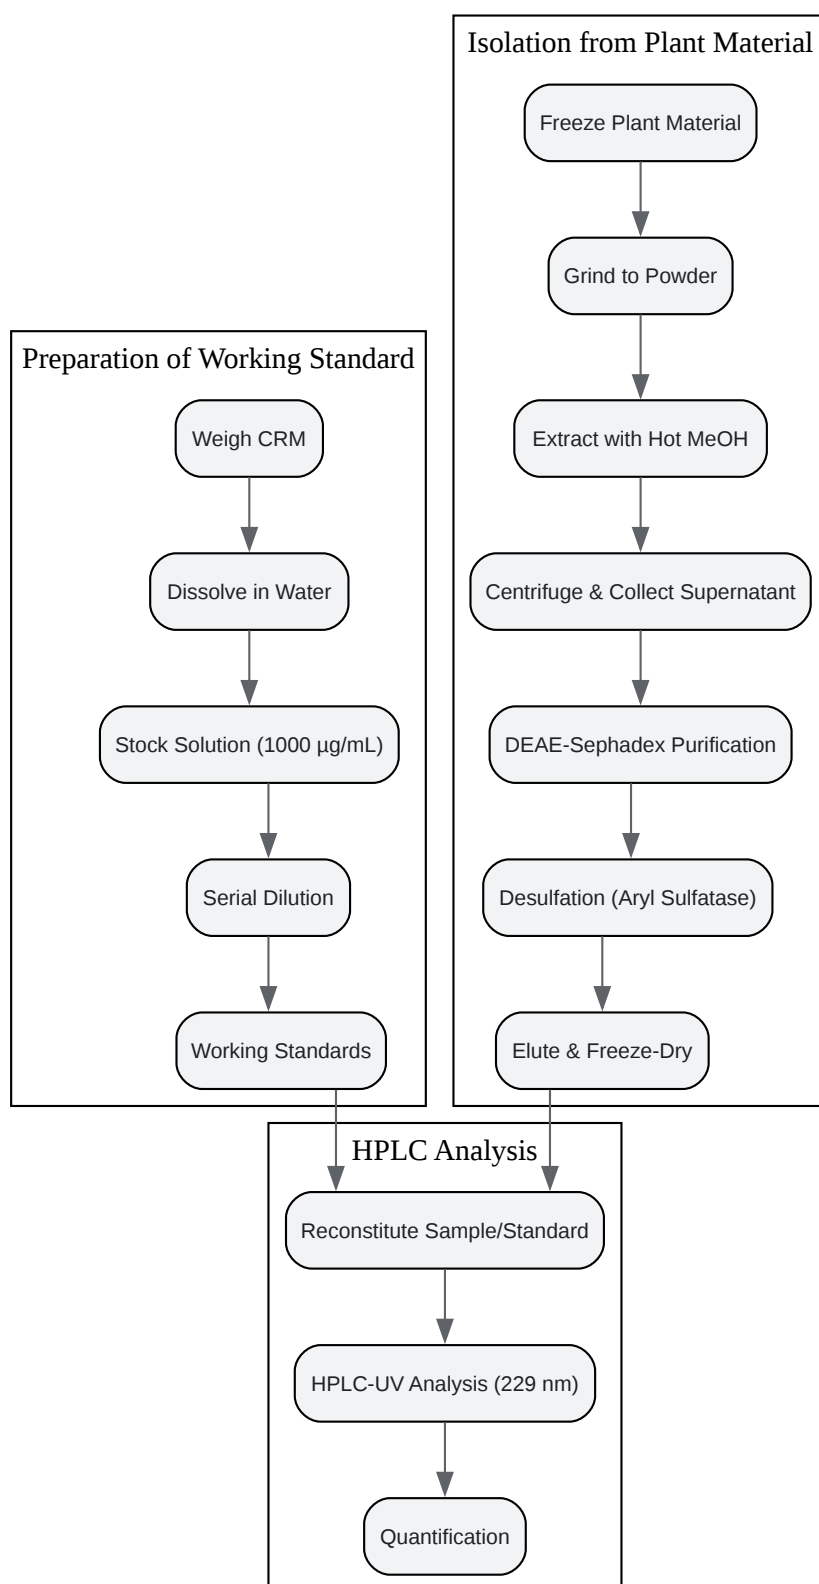 Isolation from Plant Material
Freeze Plant Material
Grind to Powder
Extract with Hot MeOH
Centrifuge & Collect Supernatant
DEAE-Sephadex Purification
Desulfation (Aryl Sulfatase)
Elute & Freeze-Dry
Preparation of Working Standard
Weigh CRM
Dissolve in Water
Stock Solution (1000 µg/mL)
Serial Dilution
Working Standards
HPLC Analysis
Reconstitute Sample/Standard
HPLC-UV Analysis (229 nm)
Quantification